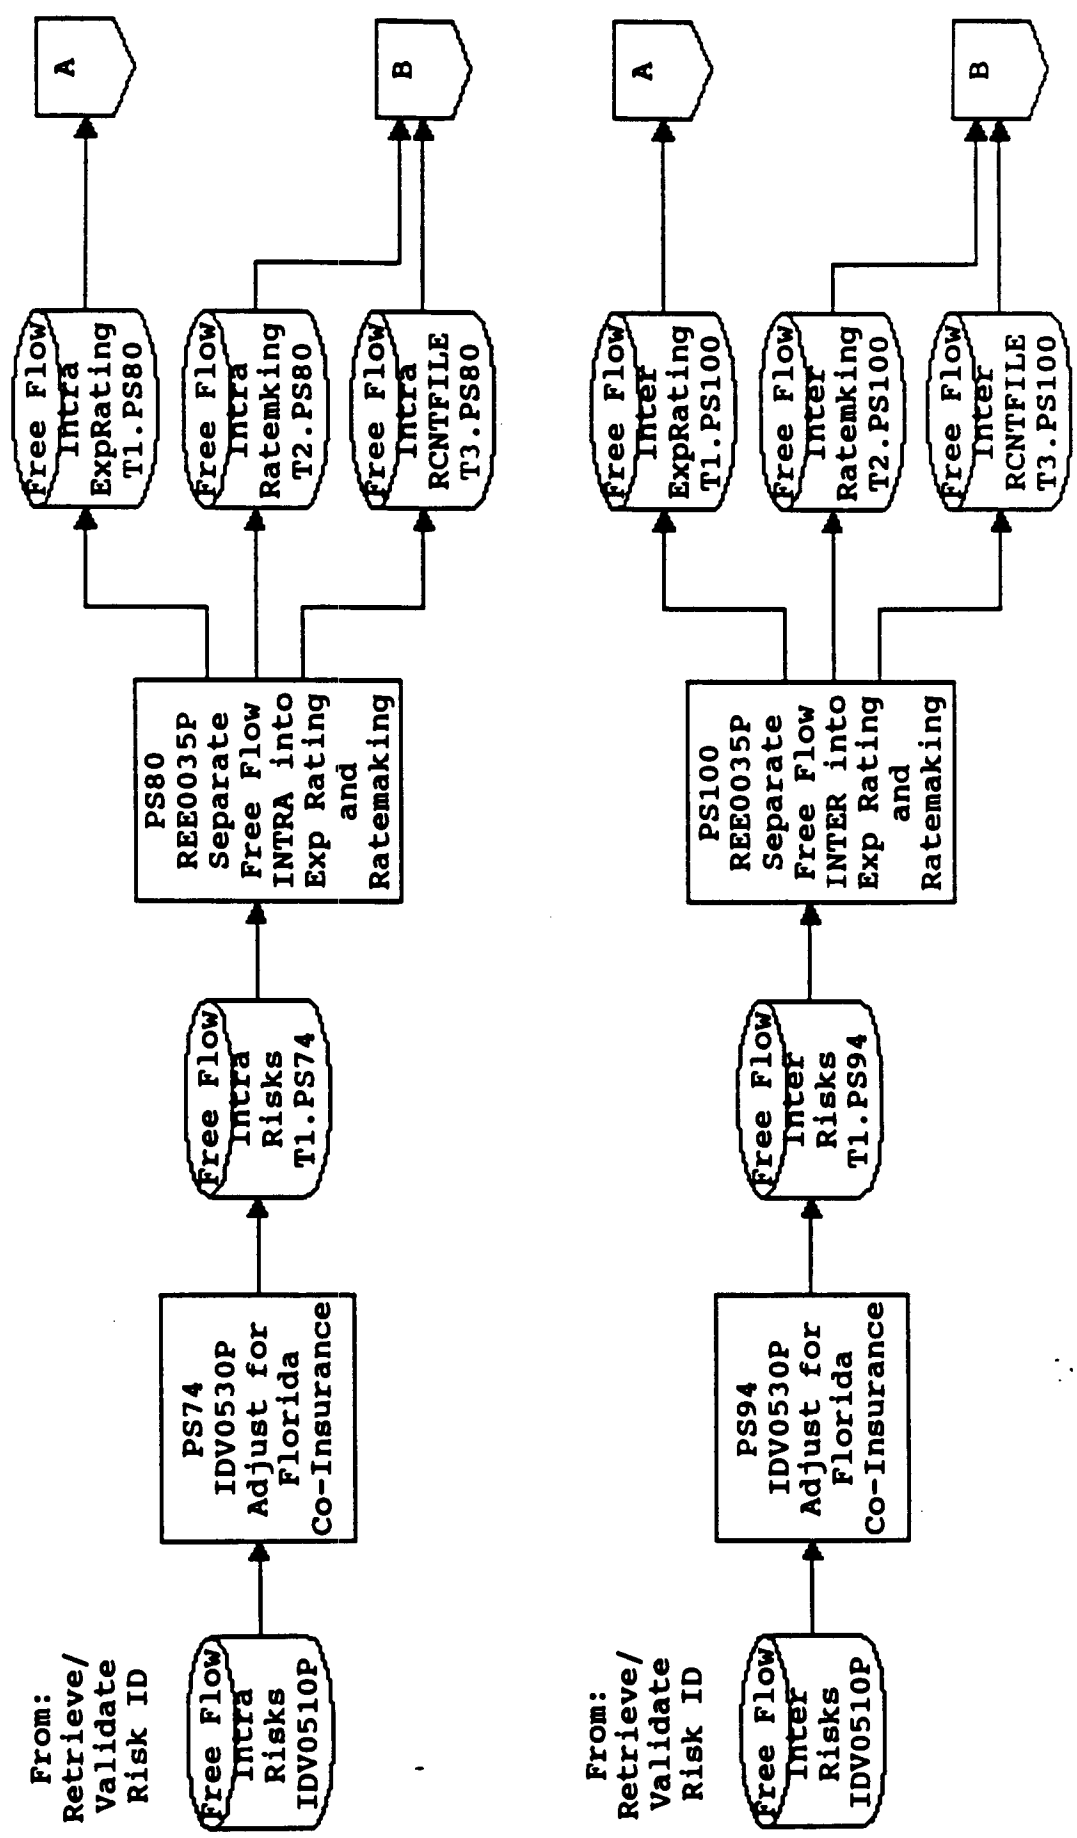 From:
Retrieve/
Validate
Risk ID
Free Flow
Intra
Risks
IDV0510P
PS74
IDV0530P
Adjust for
Florida
Co-Insurance
Free Flow
Intra
Risks
T1.PS74
PS80
REE0035P
Separate
Free Flow
INTRA into
Exp Rating
and
Ratemaking
Free Flow
Intra
ExpRating
T1.PS80
Free Flow
Intra
Ratemking
T2.PS80
Free Flow
Intra
RCNTFILE
T3.PS80
A
B
From:
Retrieve/
Validate
Risk ID
Free Flow
Inter
Risks
IDV0510P
PS94
IDV0530P
Adjust for
Florida
Co-Insurance
Free Flow
Inter
Risks
T1.PS94
PS100
REE0035P
Separate
Free Flow
INTER into
Exp Rating
and
Ratemaking
Free Flow
Inter
ExpRating
T1.PS100
Free Flow
Inter
Ratemking
T2.PS100
Free Flow
Inter
RCNTFILE
T3.PS100
A
B